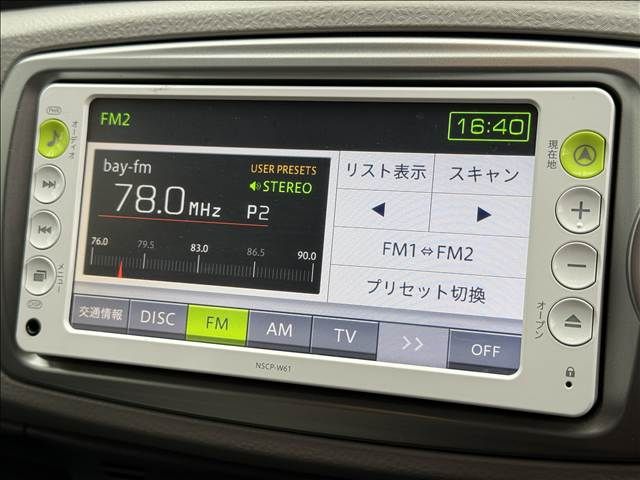 PWR
オーディオ
メニュー
FM2
16:40
bay-fm
USER PRESETS
78.0MHz
STEREO
P2
76.0 79.5 83.0 86.5 90.0
リスト表示
スキャン
◀
▶
FM1⇔FM2
プリセット切換
交通情報
DISC
FM
AM
TV
>>
OFF
NSCP-W61
現在地
+
−
オープン